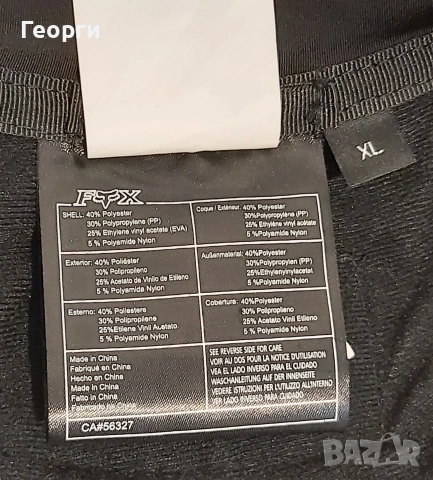 Георги
XL
FOX
SHELL: 40% Polyester
30% Polypropylene (PP)
25% Ethylene vinyl acetate (EVA)
5 % Polyamide Nylon
Coque / Extérieur: 40% Polyester
30%Polypropylène (PP)
25% Ethylène vinyl acétate
5 % Polyamide Nylon
Exterior: 40% Poliéster
30% Polipropileno
25% Acetato de Vinilo de Etileno
5 %Polyamide Nylon
Außenmaterial: 40%Polyester
30%Polypropylen (PP)
25%Ethylenvinylacetat
5 % Polyamide Nylon
Esterno: 40% Poliestere
30% Polipropilene
25%Etilene Vinil Acetato
5 % Polyamide Nylon
Cobertura: 40%Polyester
30% Polipropileno
25% Acetato Vinil Etileno
5 % Polyamide Nylon
Made in China
Fabriqué en China
Hecho en China
Made in China
Fatto in China
Fabricado en China
SEE REVERSE SIDE FOR CARE
VOIR AU DOS POUR LA NOTICE D'UTILISATION
VEA EL LADO INVERSO PARA EL CUIDADO
WASCHANLEITUNG AUF DER INNENSEITE
VEDERE ISTRUZIONI PER L'UTILIZZO ALL'INTERNO
VER LADO INVERSO PARA CUIDADO
CA#56327
BAZAR